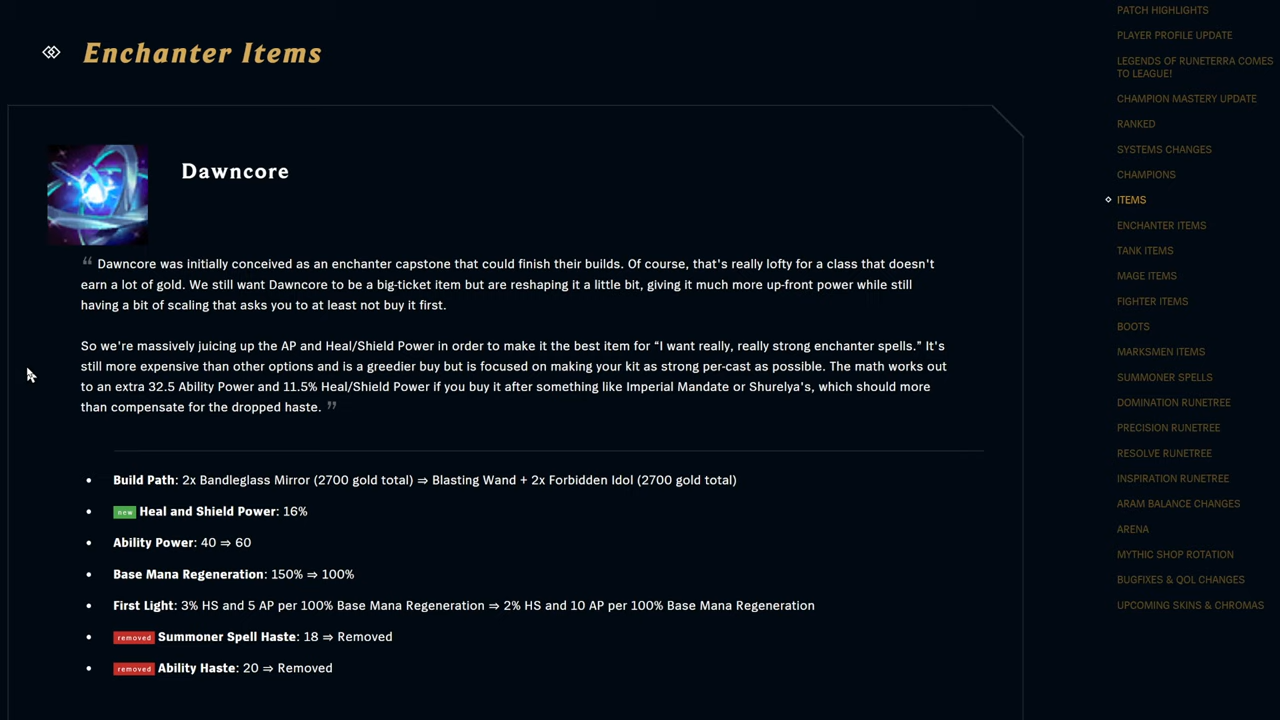 Enchanter Items
Dawncore
“ Dawncore was initially conceived as an enchanter capstone that could finish their builds. Of course, that's really lofty for a class that doesn't
earn a lot of gold. We still want Dawncore to be a big-ticket item but are reshaping it a little bit, giving it much more up-front power while still
having a bit of scaling that asks you to at least not buy it first.
So we're massively juicing up the AP and Heal/Shield Power in order to make it the best item for “I want really, really strong enchanter spells.” It's
still more expensive than other options and is a greedier buy but is focused on making your kit as strong per-cast as possible. The math works out
to an extra 32.5 Ability Power and 11.5% Heal/Shield Power if you buy it after something like Imperial Mandate or Shurelya's, which should more
than compensate for the dropped haste. ”
• Build Path: 2x Bandleglass Mirror (2700 gold total) ⇒ Blasting Wand + 2x Forbidden Idol (2700 gold total)
• new Heal and Shield Power: 16%
• Ability Power: 40 ⇒ 60
• Base Mana Regeneration: 150% ⇒ 100%
• First Light: 3% HS and 5 AP per 100% Base Mana Regeneration ⇒ 2% HS and 10 AP per 100% Base Mana Regeneration
• removed Summoner Spell Haste: 18 ⇒ Removed
• removed Ability Haste: 20 ⇒ Removed
PATCH HIGHLIGHTS
PLAYER PROFILE UPDATE
LEGENDS OF RUNETERRA COMES
TO LEAGUE!
CHAMPION MASTERY UPDATE
RANKED
SYSTEMS CHANGES
CHAMPIONS
ITEMS
ENCHANTER ITEMS
TANK ITEMS
MAGE ITEMS
FIGHTER ITEMS
BOOTS
MARKSMEN ITEMS
SUMMONER SPELLS
DOMINATION RUNETREE
PRECISION RUNETREE
RESOLVE RUNETREE
INSPIRATION RUNETREE
ARAM BALANCE CHANGES
ARENA
MYTHIC SHOP ROTATION
BUGFIXES & QOL CHANGES
UPCOMING SKINS & CHROMAS